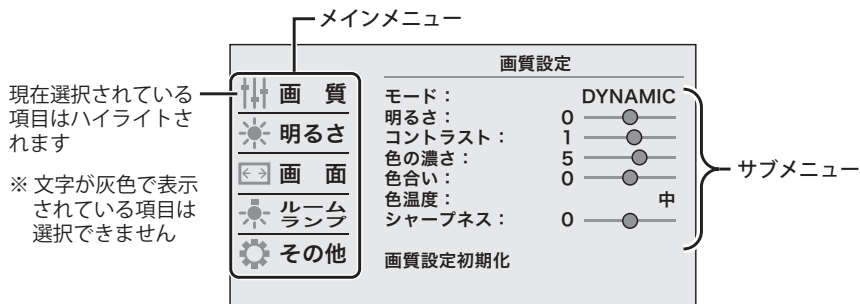 メインメニュー
現在選択されている
項目はハイライトさ
れます
※ 文字が灰色で表示
されている項目は
選択できません
画　質
明るさ
画　面
ルーム
ランプ
その他
画質設定
モード： DYNAMIC
明るさ： 0
コントラスト： 1
色の濃さ： 5
色合い： 0
色温度： 中
シャープネス： 0
画質設定初期化
サブメニュー